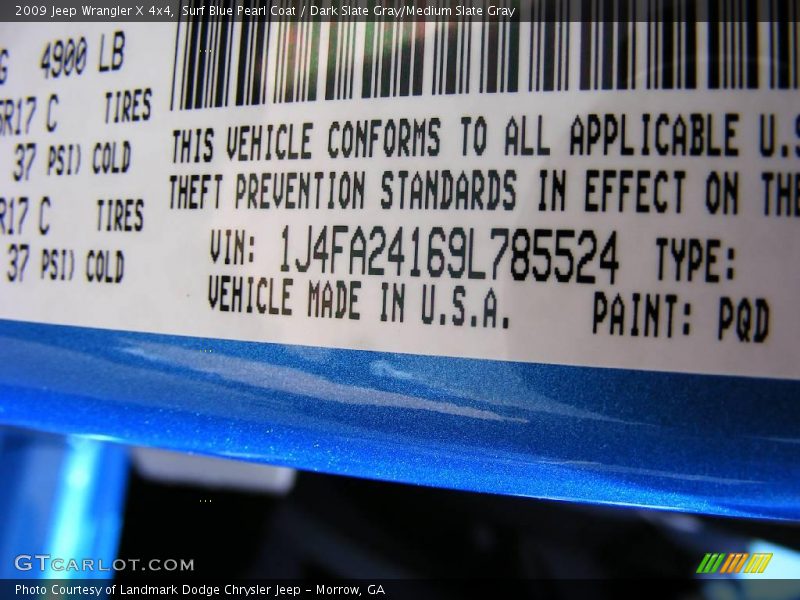 2009 Jeep Wrangler X 4x4, Surf Blue Pearl Coat / Dark Slate Gray/Medium Slate Gray
4900 LB
R17 C TIRES
37 PSI) COLD
R17 C TIRES
37 PSI) COLD
THIS VEHICLE CONFORMS TO ALL APPLICABLE U.S
THEFT PREVENTION STANDARDS IN EFFECT ON THE
VIN: 1J4FA24169L785524 TYPE:
VEHICLE MADE IN U.S.A. PAINT: PQD
GTCARLOT.COM
Photo Courtesy of Landmark Dodge Chrysler Jeep - Morrow, GA